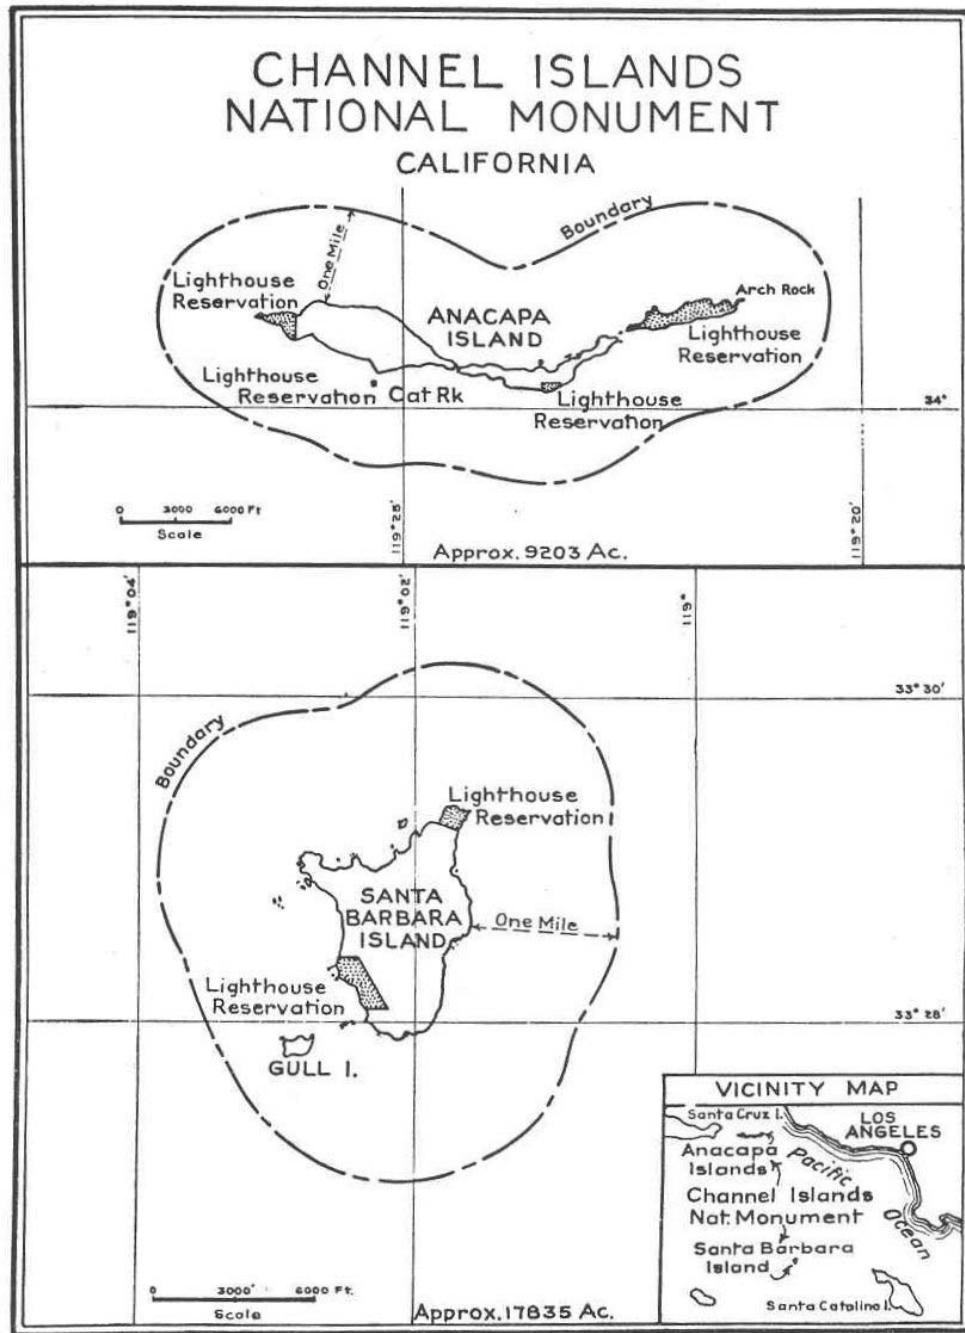 CHANNEL ISLANDS
NATIONAL MONUMENT
CALIFORNIA
Boundary
One Mile
Lighthouse
Reservation
Arch Rock
ANACAPA
ISLAND
Lighthouse
Reservation
Lighthouse
Reservation
Cat Rk
Lighthouse
Reservation
34°
0 3000 6000 Ft
Scale
119°25'
119°20'
Approx. 9203 Ac.
119°04'
119°02'
119°
33°30'
Boundary
Lighthouse
Reservation
SANTA
BARBARA
ISLAND
One Mile
Lighthouse
Reservation
33°28'
GULL I.
0 3000' 6000 Ft.
Scale
Approx. 17835 Ac.
VICINITY MAP
Santa Cruz I.
LOS
ANGELES
Anacapa
Islands
Pacific
Ocean
Channel Islands
Nat. Monument
Santa Barbara
Island
Santa Catalina I.